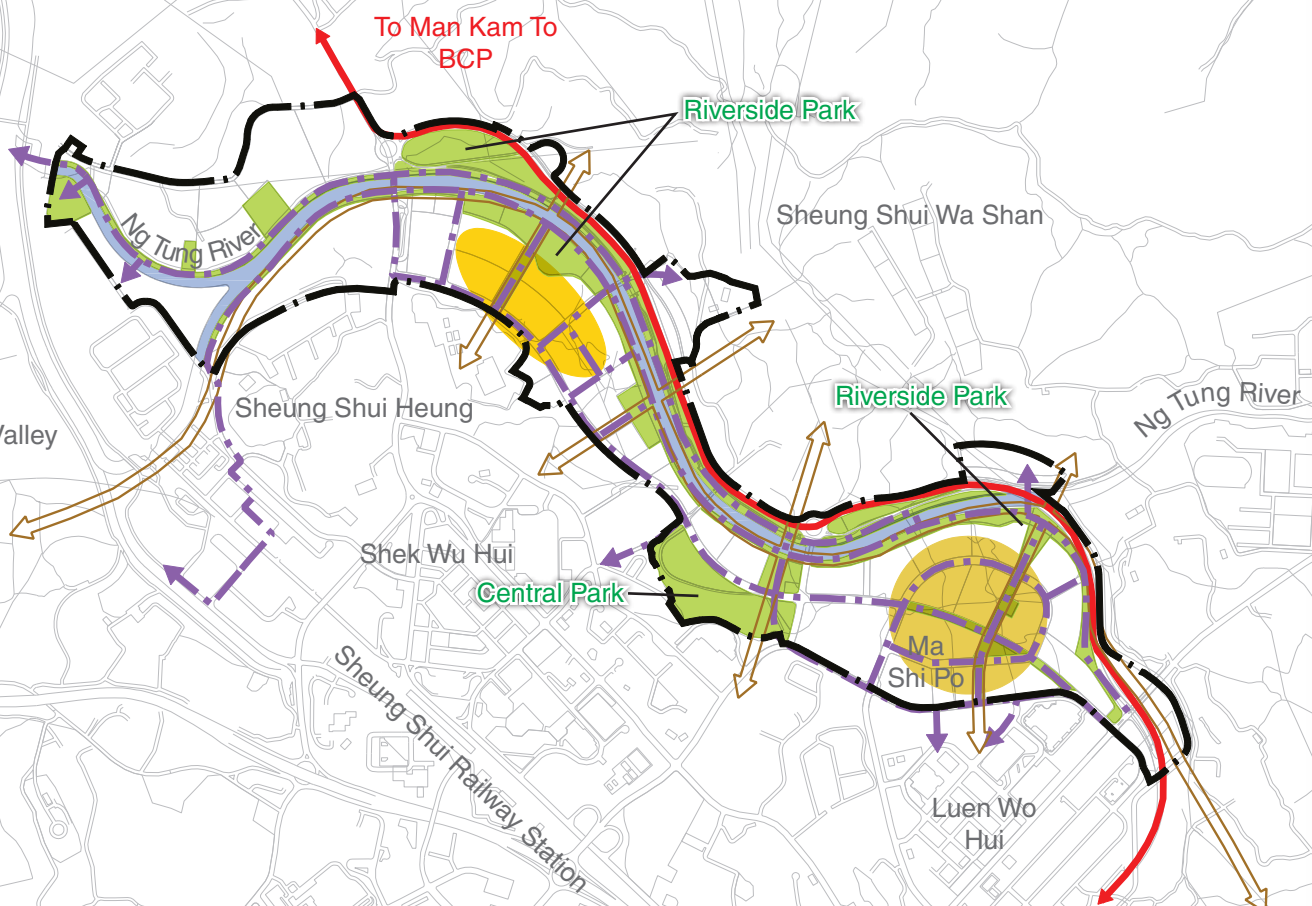 To Man Kam To
BCP
Riverside Park
Sheung Shui Wa Shan
Ng Tung River
Riverside Park
Ng Tung River
Sheung Shui Heung
Valley
Shek Wu Hui
Central Park
Ma
Shi Po
Sheung Shui Railway Station
Luen Wo
Hui